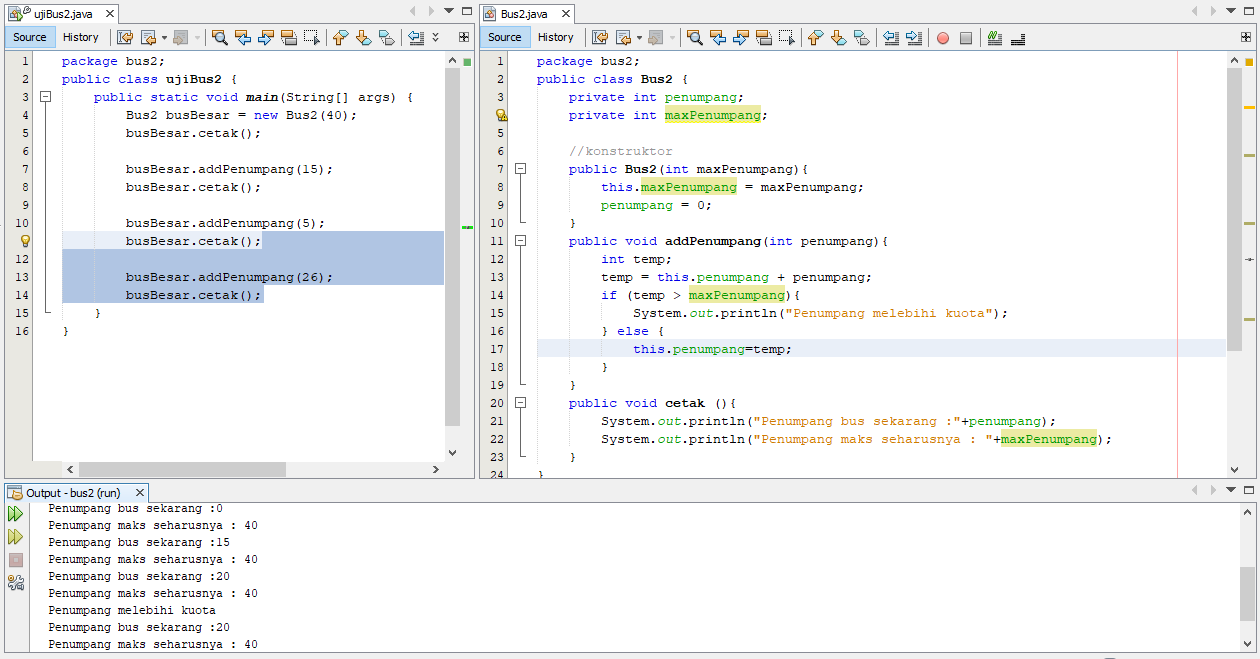 ujiBus2.java
Source History
1 package bus2;
2 public class ujiBus2 {
3 public static void main(String[] args) {
4 Bus2 busBesar = new Bus2(40);
5 busBesar.cetak();
6
7 busBesar.addPenumpang(15);
8 busBesar.cetak();
9
10 busBesar.addPenumpang(5);
busBesar.cetak();
12
13 busBesar.addPenumpang(26);
14 busBesar.cetak();
15 }
16 }
Bus2.java
Source History
1 package bus2;
2 public class Bus2 {
3 private int penumpang;
private int maxPenumpang;
5
6 //konstruktor
7 public Bus2(int maxPenumpang){
8 this.maxPenumpang = maxPenumpang;
9 penumpang = 0;
10 }
11 public void addPenumpang(int penumpang){
12 int temp;
13 temp = this.penumpang + penumpang;
14 if (temp > maxPenumpang){
15 System.out.println("Penumpang melebihi kuota");
16 } else {
17 this.penumpang=temp;
18 }
19 }
20 public void cetak (){
21 System.out.println("Penumpang bus sekarang :"+penumpang);
22 System.out.println("Penumpang maks seharusnya : "+maxPenumpang);
23 }
24 }
Output - bus2 (run)
Penumpang bus sekarang :0
Penumpang maks seharusnya : 40
Penumpang bus sekarang :15
Penumpang maks seharusnya : 40
Penumpang bus sekarang :20
Penumpang maks seharusnya : 40
Penumpang melebihi kuota
Penumpang bus sekarang :20
Penumpang maks seharusnya : 40